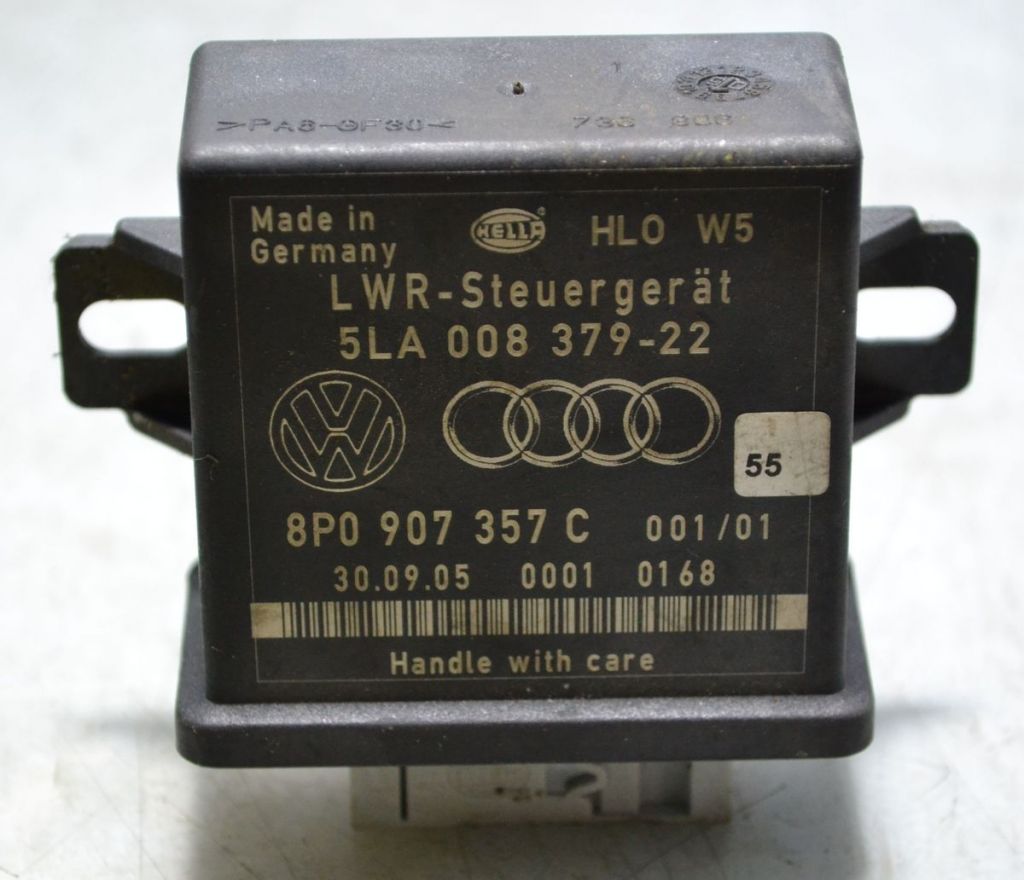 >PA6-GF30<
Made in
Germany
HELLA
HLO W5
LWR-Steuergerät
5LA 008 379-22
55
8P0 907 357 C 001/01
30.09.05 0001 0168
Handle with care